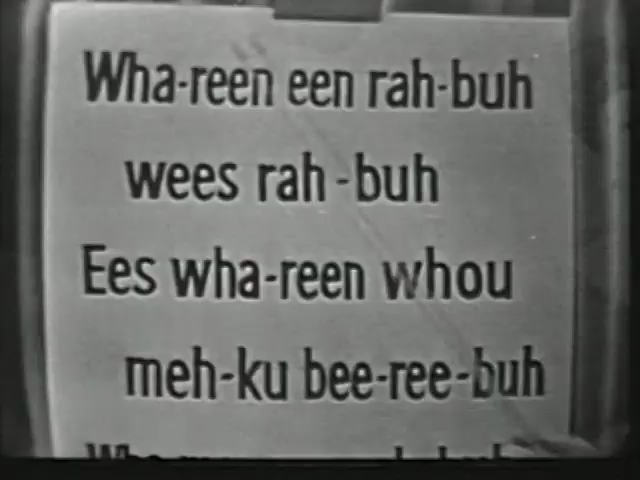 Wha-reen een rah-buh
wees rah-buh
Ees wha-reen whou
meh-ku bee-ree-buh